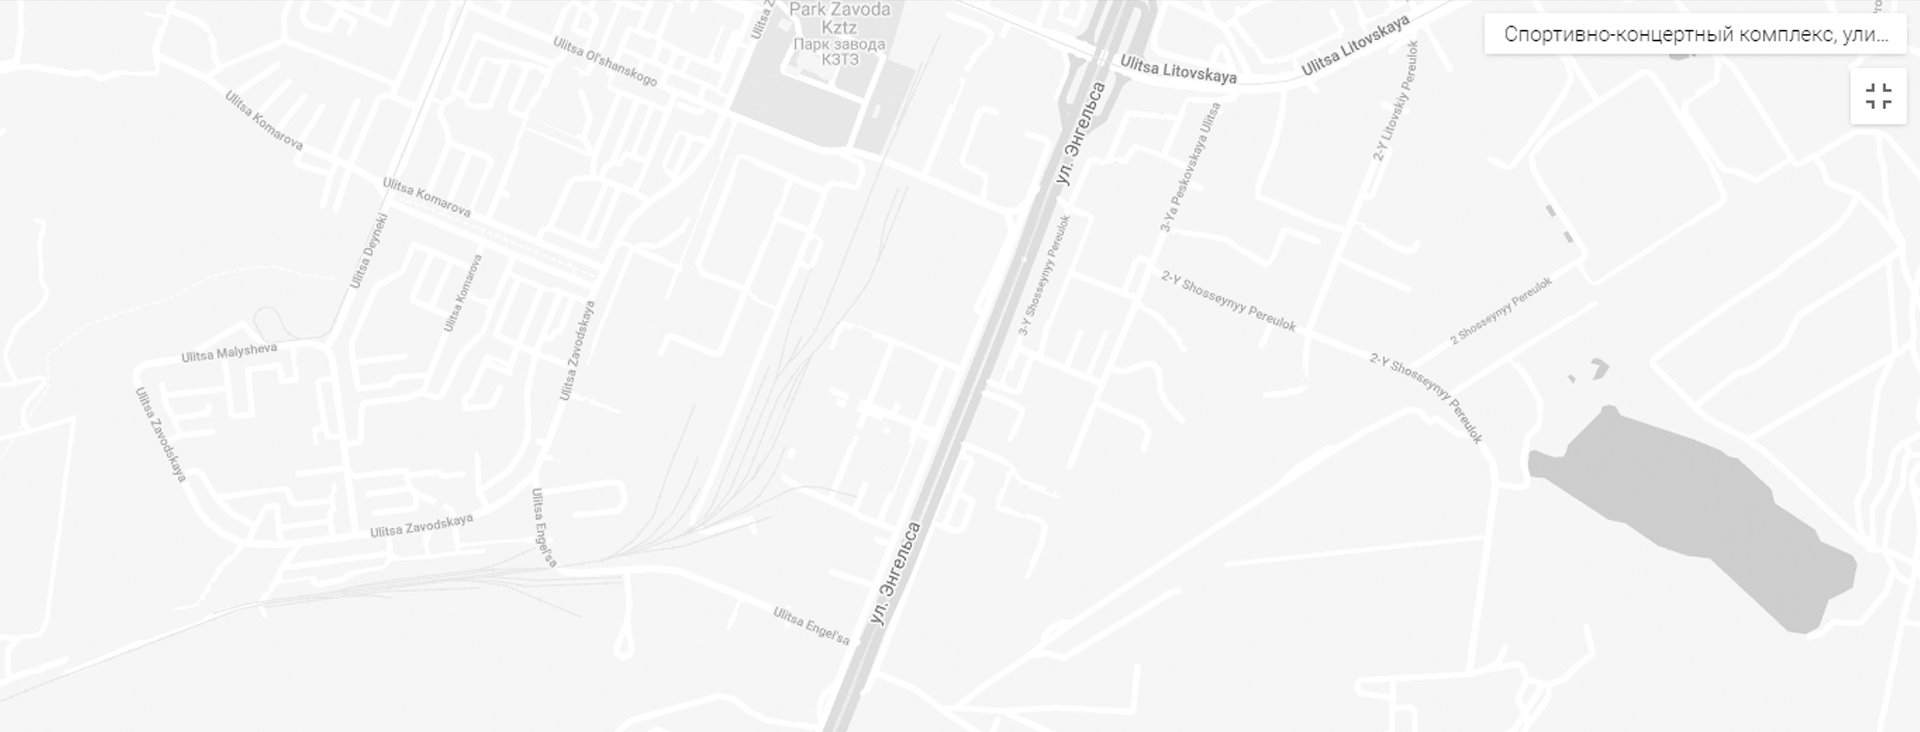 Park Zavoda
Kztz
Парк завода
КЗТЗ
Ulitsa Litovskaya
Ulitsa Litovskaya
Спортивно-концертный комплекс, ули...
Ulitsa Ol'shanskogo
Ulitsa Komarova
Ulitsa Komarova
Ulitsa Deyneki
Ulitsa Komarova
Ulitsa Malysheva
Ulitsa Zavodskaya
Ulitsa Zavodskaya
Ulitsa Zavodskaya
Ulitsa Engel'sa
Ulitsa Engel'sa
ул. Энгельса
ул. Энгельса
3-Y Shosseynyy Pereulok
3-Ya Peskovskaya Ulitsa
2-Y Litovskiy Pereulok
2-Y Shosseynyy Pereulok
2-Y Shosseynyy Pereulok
2 Shosseynyy Pereulok